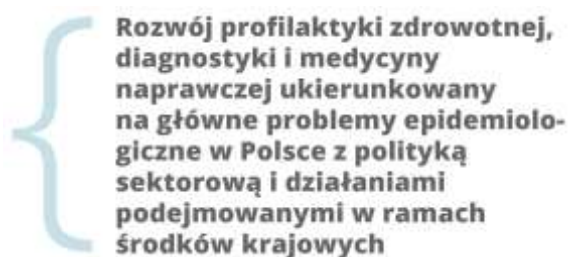 Rozwój profilaktyki zdrowotnej,
diagnostyki i medycyny
naprawczej ukierunkowany
na główne problemy epidemiolo-
giczne w Polsce z polityką
sektorową i działaniami
podejmowanymi w ramach
środków krajowych